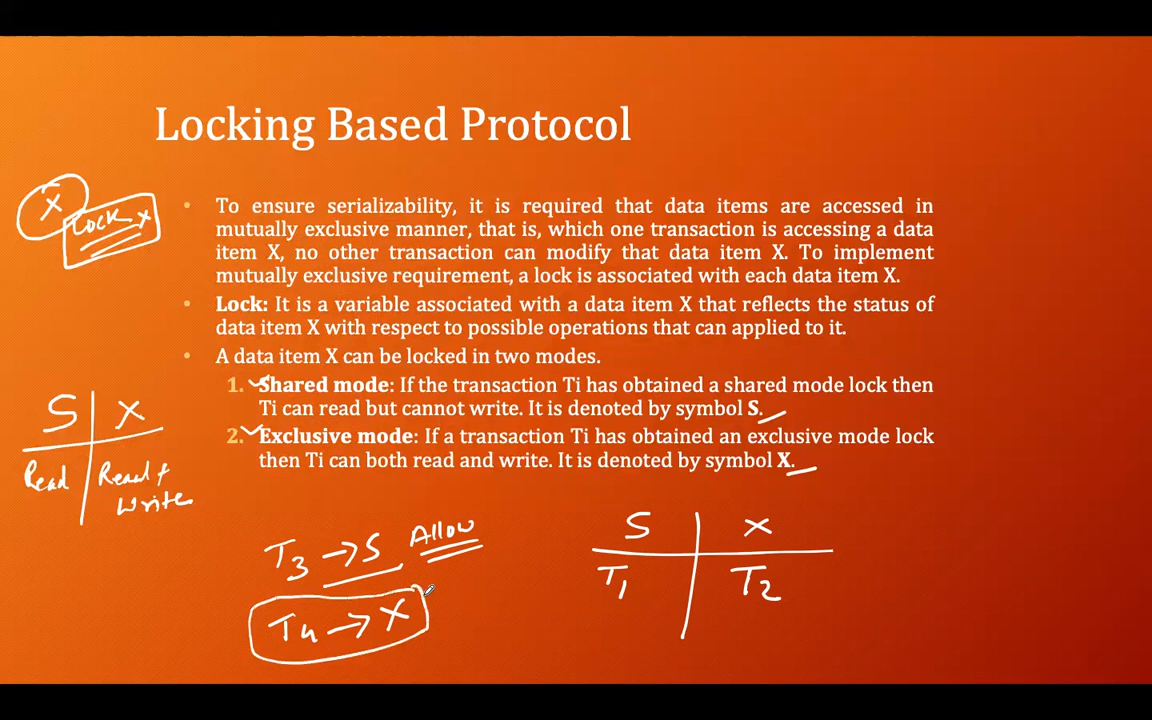 Locking Based Protocol
X
Lock X
• To ensure serializability, it is required that data items are accessed in
mutually exclusive manner, that is, which one transaction is accessing a data
item X, no other transaction can modify that data item X. To implement
mutually exclusive requirement, a lock is associated with each data item X.
• Lock: It is a variable associated with a data item X that reflects the status of
data item X with respect to possible operations that can applied to it.
• A data item X can be locked in two modes.
1. Shared mode: If the transaction Ti has obtained a shared mode lock then
Ti can read but cannot write. It is denoted by symbol S.
2. Exclusive mode: If a transaction Ti has obtained an exclusive mode lock
then Ti can both read and write. It is denoted by symbol X.
S X
Read Read +
Write
T3 → S Allow
T4 → X
S X
T1 T2